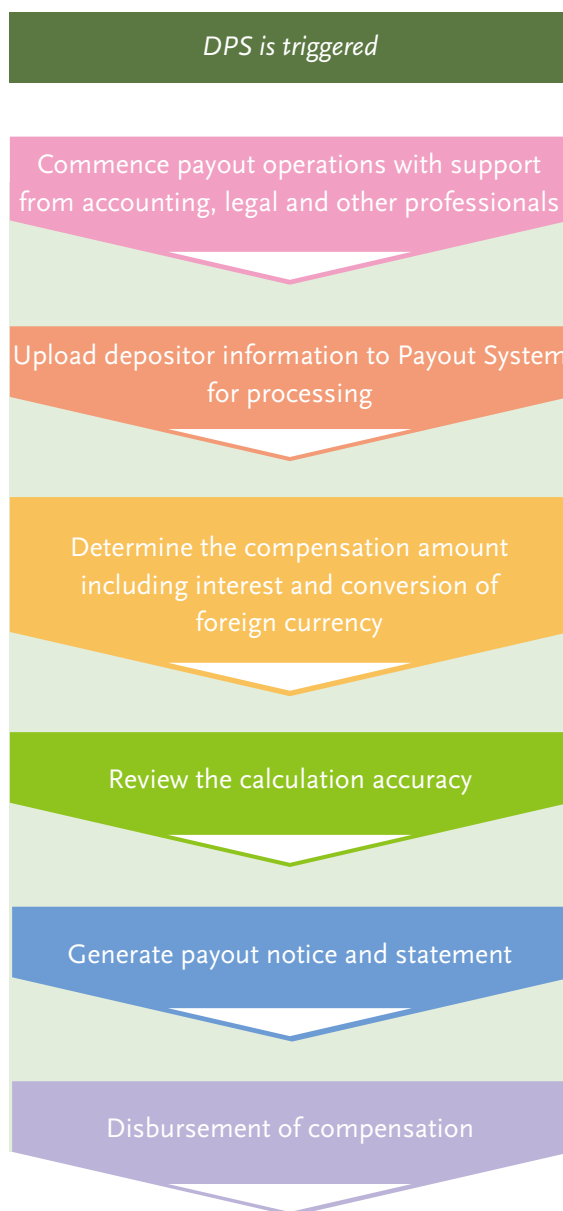 DPS is triggered
Commence payout operations with support
from accounting, legal and other professionals
Upload depositor information to Payout System
for processing
Determine the compensation amount
including interest and conversion of
foreign currency
Review the calculation accuracy
Generate payout notice and statement
Disbursement of compensation